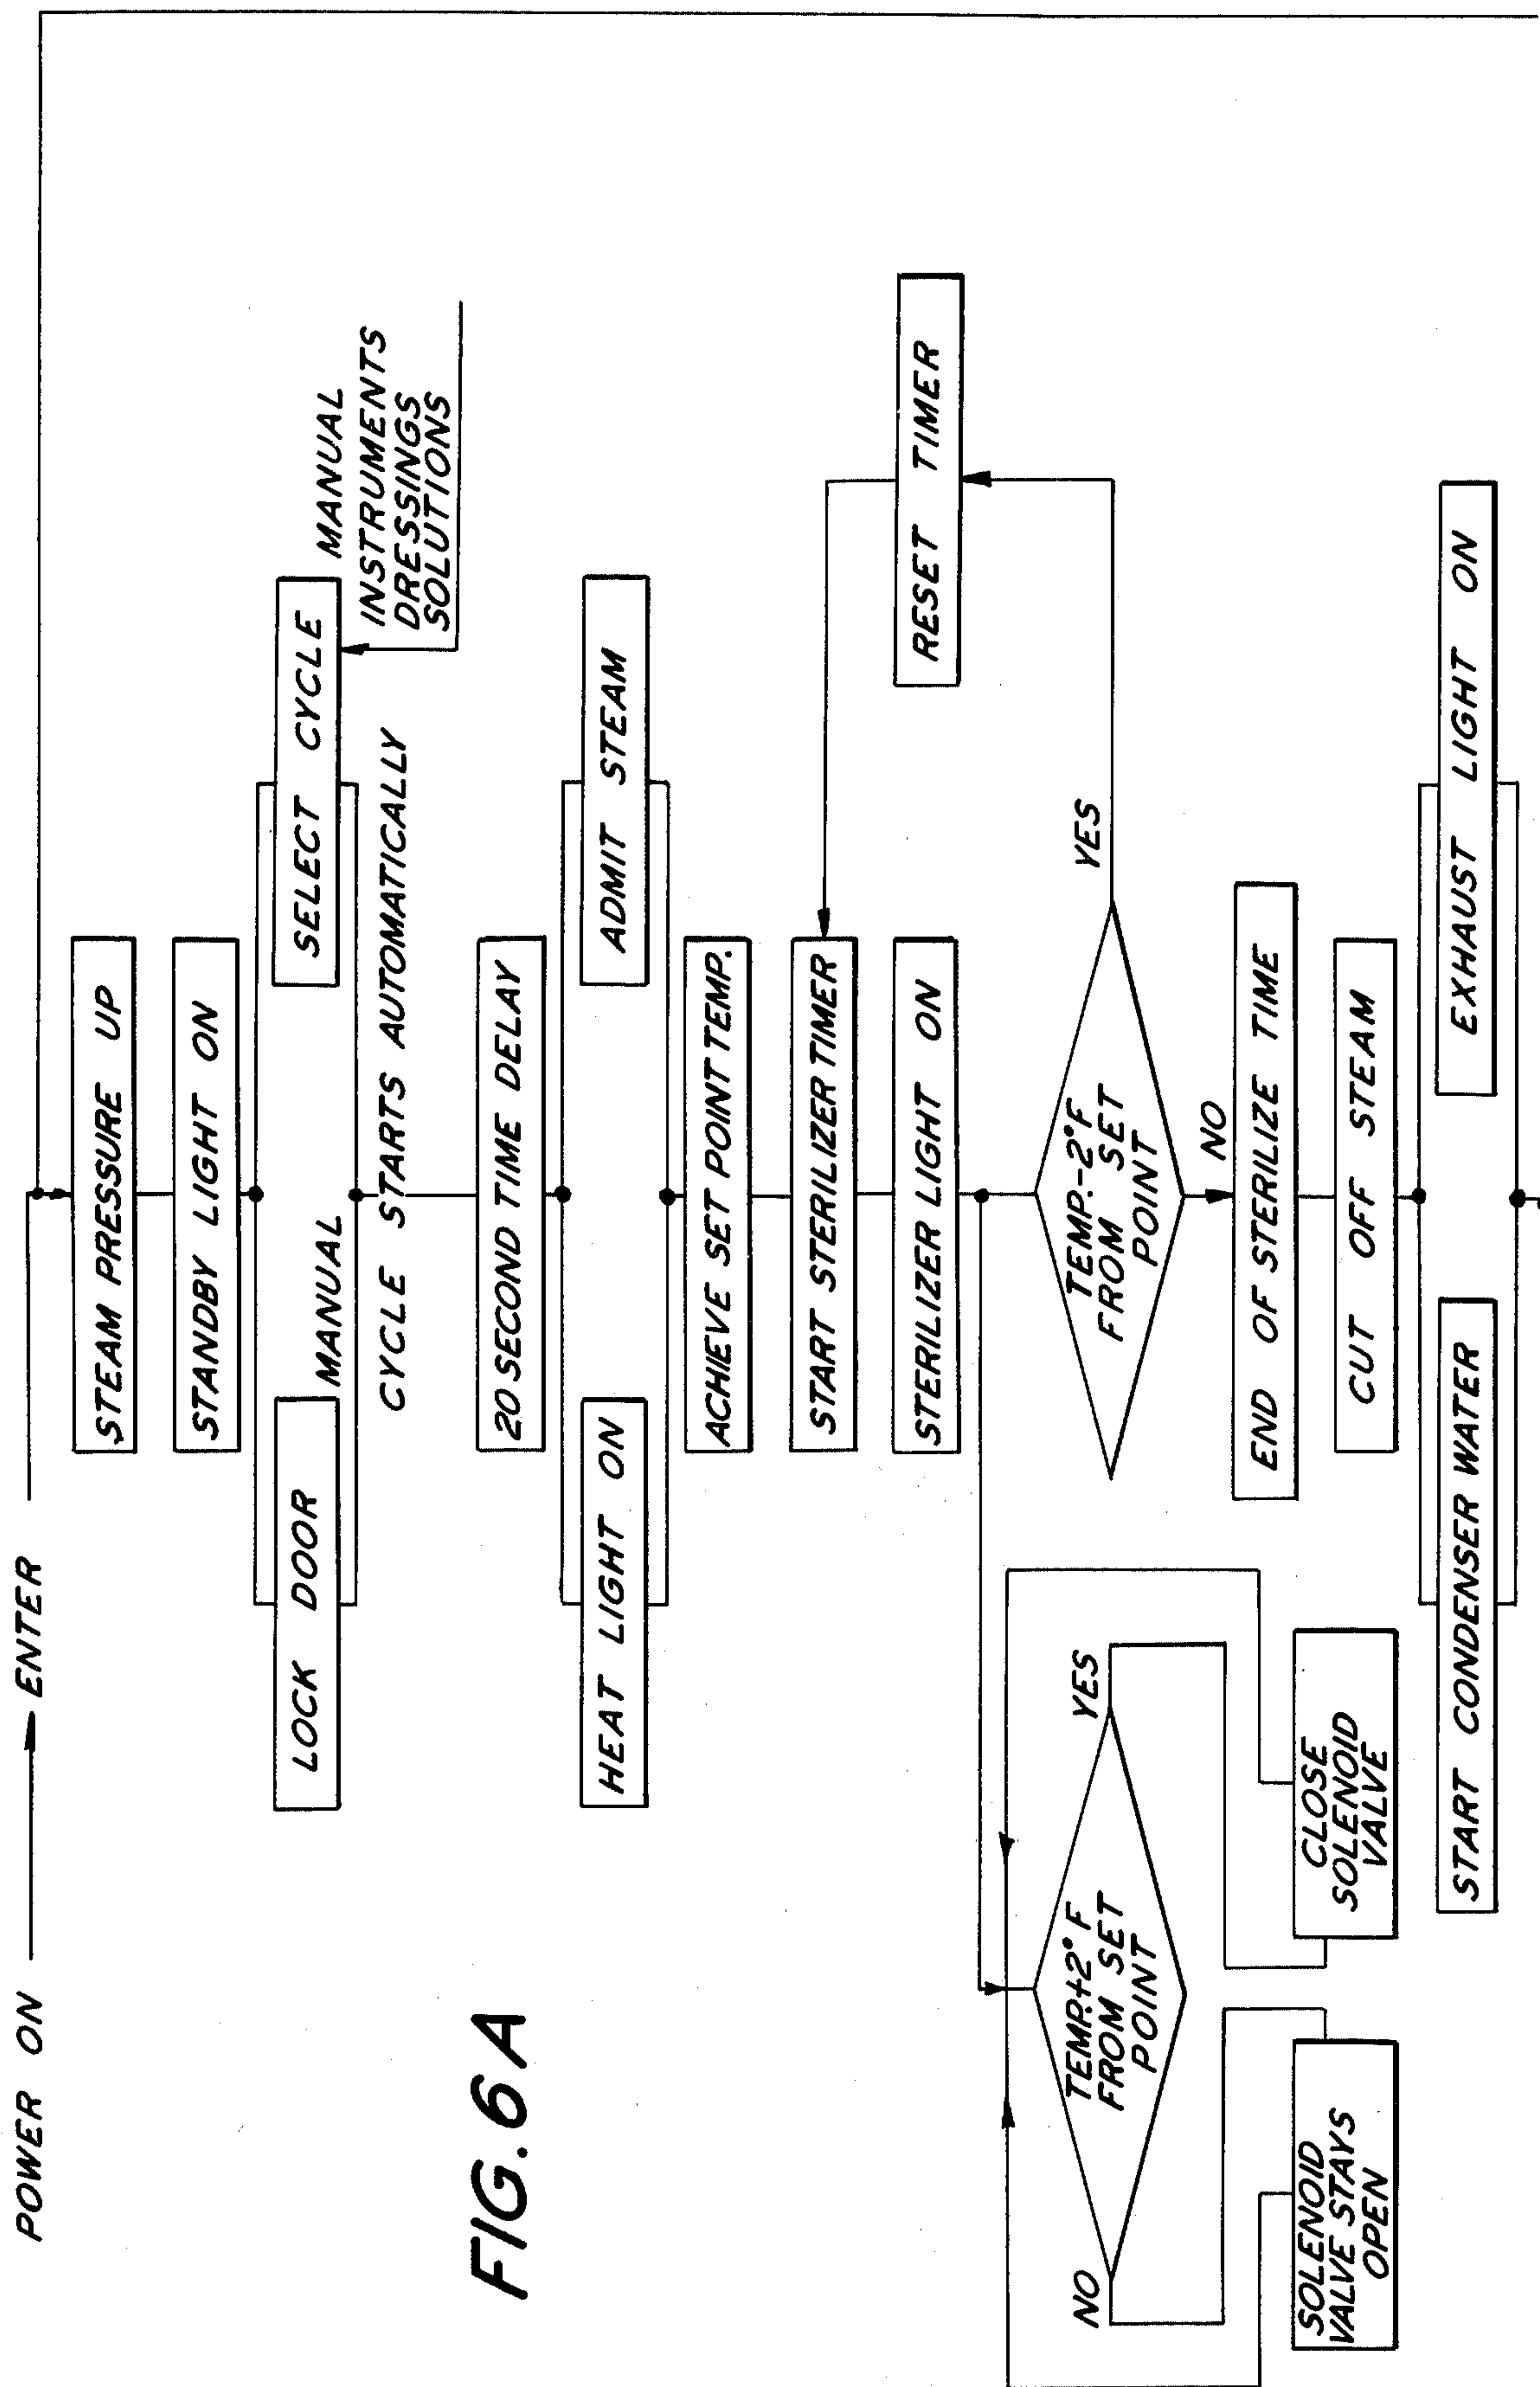 POWER ON
ENTER
STEAM PRESSURE UP
STANDBY LIGHT ON
LOCK DOOR
MANUAL
SELECT CYCLE
MANUAL
INSTRUMENTS
DRESSINGS
SOLUTIONS
CYCLE STARTS AUTOMATICALLY
20 SECOND TIME DELAY
HEAT LIGHT ON
ADMIT STEAM
FIG. 6A
ACHIEVE SET POINT TEMP.
START STERILIZER TIMER
STERILIZER LIGHT ON
RESET TIMER
TEMP.+2° F
FROM SET
POINT
NO
YES
TEMP.-2°F
FROM SET
POINT
YES
NO
SOLENOID
VALVE STAYS
OPEN
CLOSE
SOLENOID
VALVE
END OF STERILIZE TIME
CUT OFF STEAM
START CONDENSER WATER
EXHAUST LIGHT ON